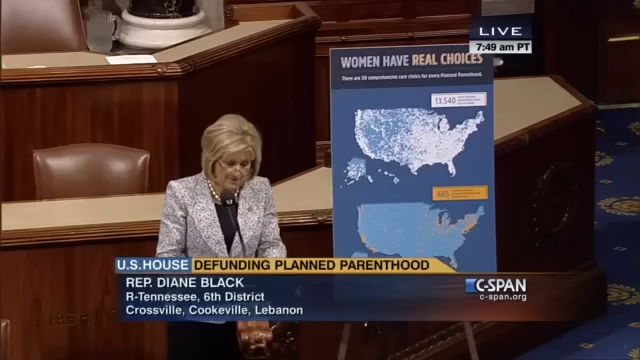 LIVE
7:49 am PT
WOMEN HAVE REAL CHOICES
There are 20 comprehensive care clinics for every Planned Parenthood.
13,540
665
U.S. HOUSE DEFUNDING PLANNED PARENTHOOD
REP. DIANE BLACK
R-Tennessee, 6th District
Crossville, Cookeville, Lebanon
C-SPAN
c-span.org